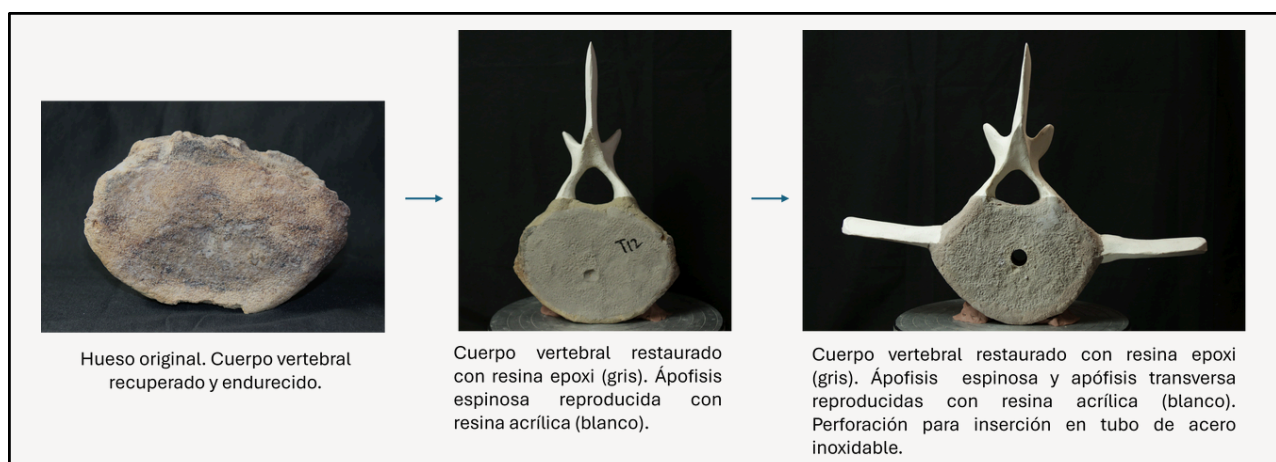 T12
Hueso original. Cuerpo vertebral
recuperado y endurecido.
Cuerpo vertebral restaurado
con resina epoxi (gris). Ápofisis
espinosa reproducida con
resina acrílica (blanco).
Cuerpo vertebral restaurado con resina epoxi
(gris). Ápofisis espinosa y apófisis transversa
reproducidas con resina acrílica (blanco).
Perforación para inserción en tubo de acero
inoxidable.